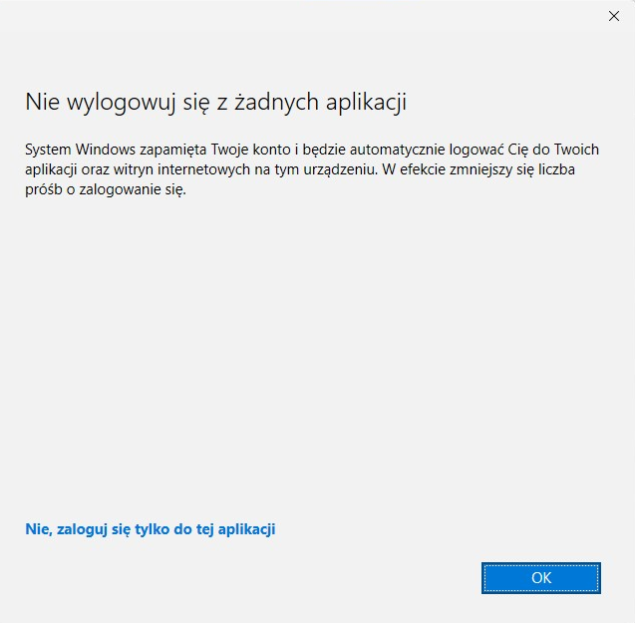 Nie wylogowuj się z żadnych aplikacji
System Windows zapamięta Twoje konto i będzie automatycznie logować Cię do Twoich
aplikacji oraz witryn internetowych na tym urządzeniu. W efekcie zmniejszy się liczba
próśb o zalogowanie się.
Nie, zaloguj się tylko do tej aplikacji
OK